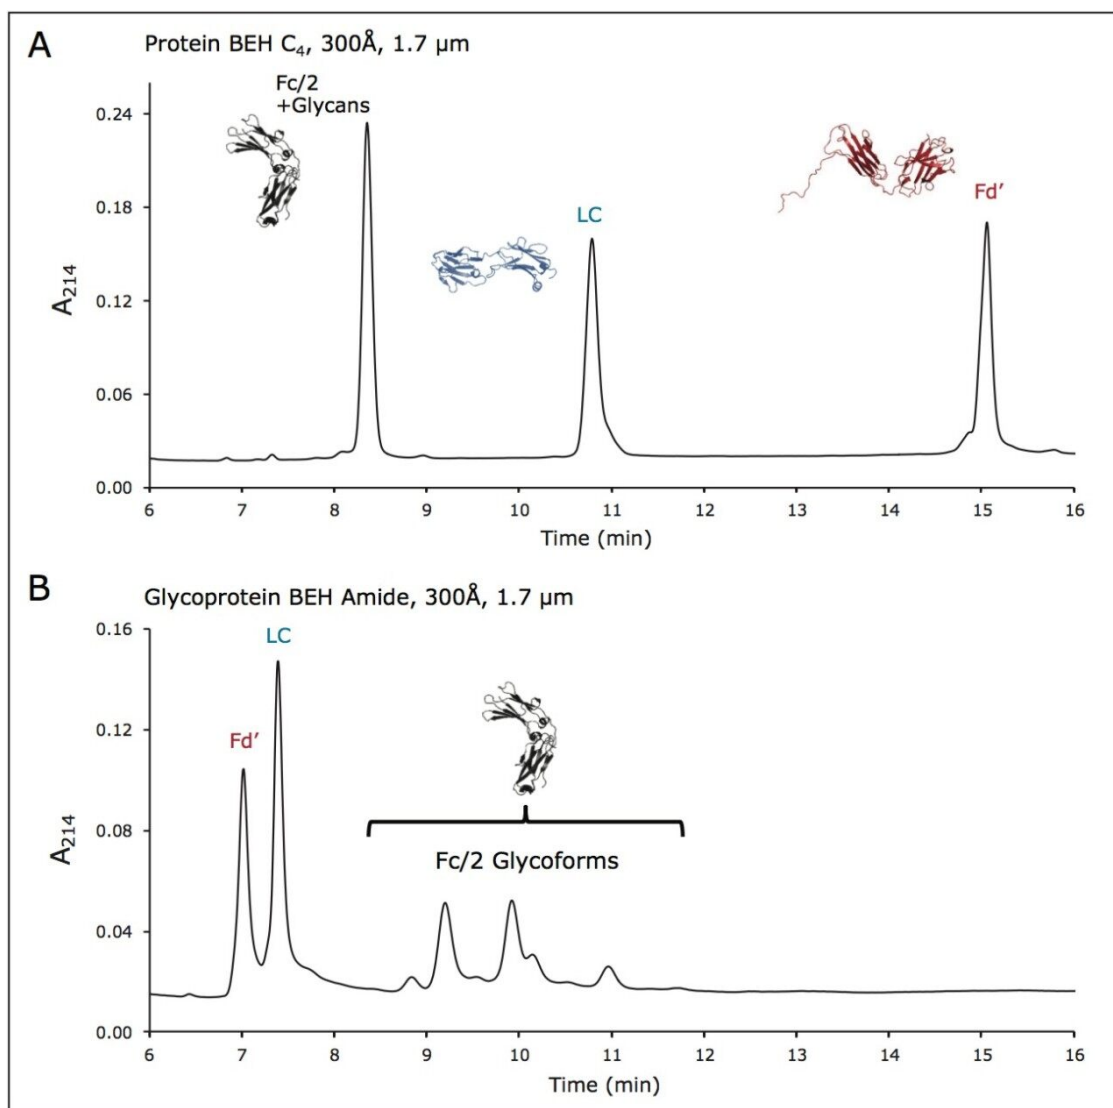 A
Protein BEH C₄, 300Å, 1.7 µm
Fc/2
+Glycans
LC
Fd′
0.24
0.18
0.12
0.06
0.00
A₂₁₄
6 7 8 9 10 11 12 13 14 15 16
Time (min)
B
Glycoprotein BEH Amide, 300Å, 1.7 µm
LC
Fd′
Fc/2 Glycoforms
0.16
0.12
0.08
0.04
0.00
A₂₁₄
6 7 8 9 10 11 12 13 14 15 16
Time (min)